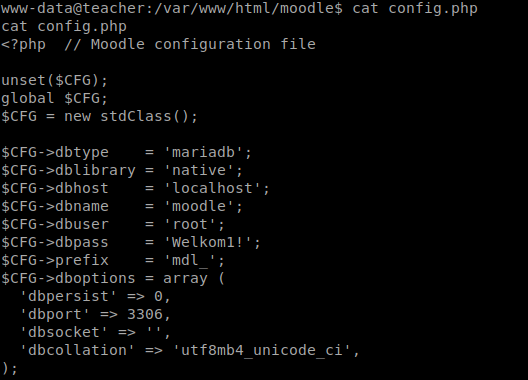 www-data@teacher:/var/www/html/moodle$ cat config.php
cat config.php
<?php  // Moodle configuration file

unset($CFG);
global $CFG;
$CFG = new stdClass();

$CFG->dbtype    = 'mariadb';
$CFG->dblibrary = 'native';
$CFG->dbhost    = 'localhost';
$CFG->dbname    = 'moodle';
$CFG->dbuser    = 'root';
$CFG->dbpass    = 'Welkom1!';
$CFG->prefix    = 'mdl_';
$CFG->dboptions = array (
  'dbpersist' => 0,
  'dbport' => 3306,
  'dbsocket' => '',
  'dbcollation' => 'utf8mb4_unicode_ci',
);